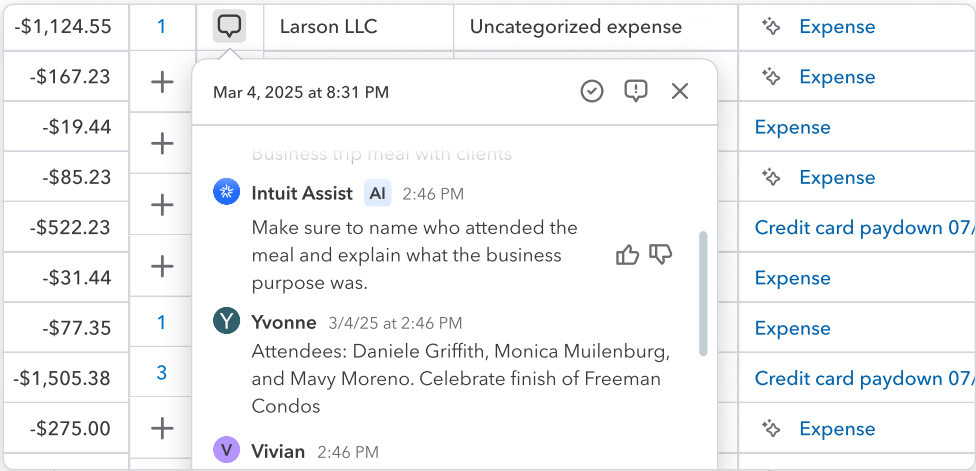 -$1,124.55 1 Larson LLC Uncategorized expense Expense
-$167.23 Expense
Mar 4, 2025 at 8:31 PM
-$19.44 Expense
Business trip meal with clients
-$85.23 Expense
Intuit Assist AI 2:46 PM
Make sure to name who attended the
meal and explain what the business
purpose was.
-$522.23 Credit card paydown 07/
-$31.44 Expense
Y Yvonne 3/4/25 at 2:46 PM
-$77.35 1 Expense
Attendees: Daniele Griffith, Monica Muilenburg,
and Mavy Moreno. Celebrate finish of Freeman
Condos
-$1,505.38 3 Credit card paydown 07/
-$275.00 Expense
V Vivian 2:46 PM